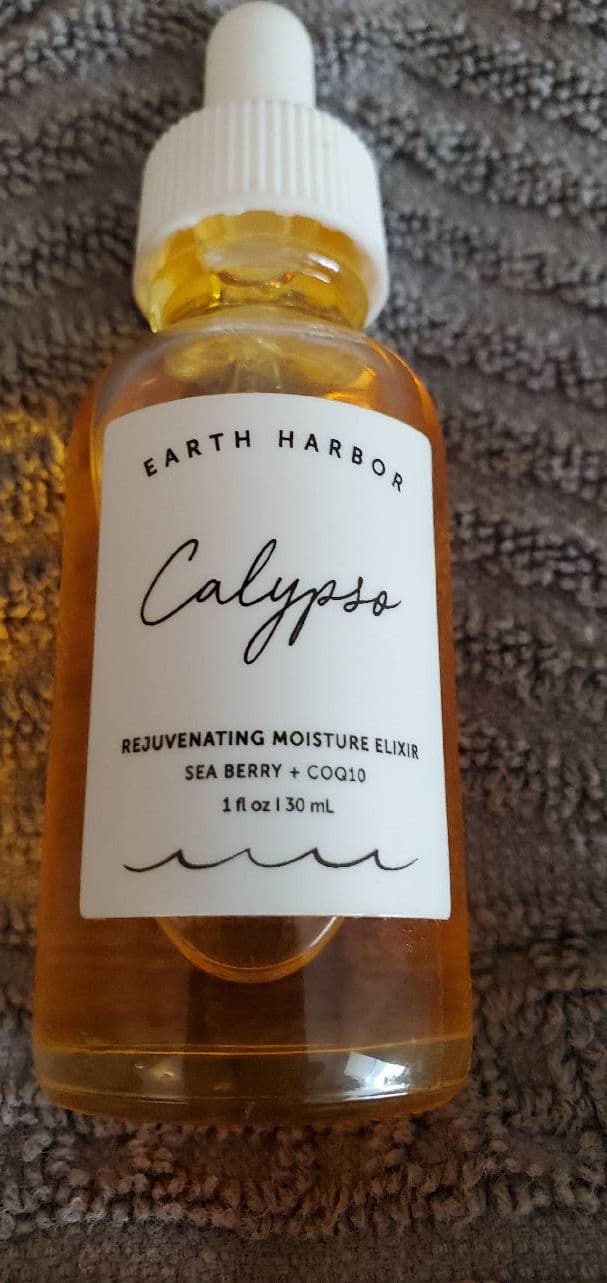 EARTH HARBOR
Calypso
REJUVENATING MOISTURE ELIXIR
SEA BERRY + COQ10
1 fl oz | 30 mL